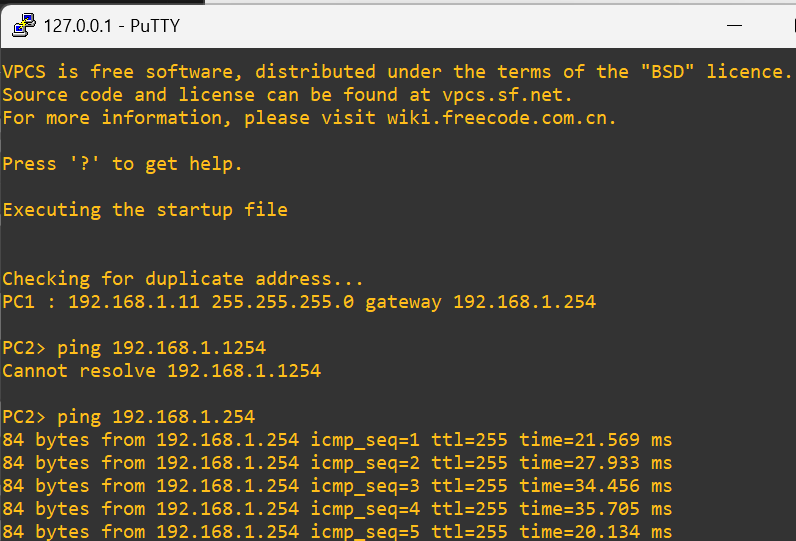 127.0.0.1 - PuTTY
VPCS is free software, distributed under the terms of the "BSD" licence.
Source code and license can be found at vpcs.sf.net.
For more information, please visit wiki.freecode.com.cn.
Press '?' to get help.
Executing the startup file
Checking for duplicate address...
PC1 : 192.168.1.11 255.255.255.0 gateway 192.168.1.254
PC2> ping 192.168.1.1254
Cannot resolve 192.168.1.1254
PC2> ping 192.168.1.254
84 bytes from 192.168.1.254 icmp_seq=1 ttl=255 time=21.569 ms
84 bytes from 192.168.1.254 icmp_seq=2 ttl=255 time=27.933 ms
84 bytes from 192.168.1.254 icmp_seq=3 ttl=255 time=34.456 ms
84 bytes from 192.168.1.254 icmp_seq=4 ttl=255 time=35.705 ms
84 bytes from 192.168.1.254 icmp_seq=5 ttl=255 time=20.134 ms